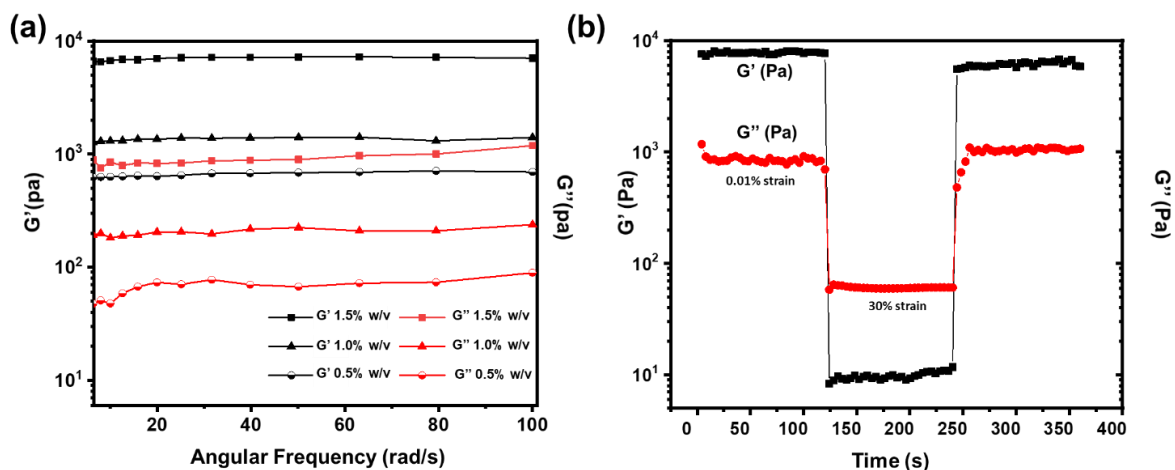 (a)
10⁴
10³
10²
10¹
G'(pa)
G''(pa)
G' 1.5% w/v G'' 1.5% w/v
G' 1.0% w/v G'' 1.0% w/v
G' 0.5% w/v G'' 0.5% w/v
20 40 60 80 100
Angular Frequency (rad/s)
(b)
10⁴
10³
10²
10¹
G' (Pa)
G'' (Pa)
G' (Pa)
G'' (Pa)
0.01% strain
30% strain
0 50 100 150 200 250 300 350 400
Time (s)